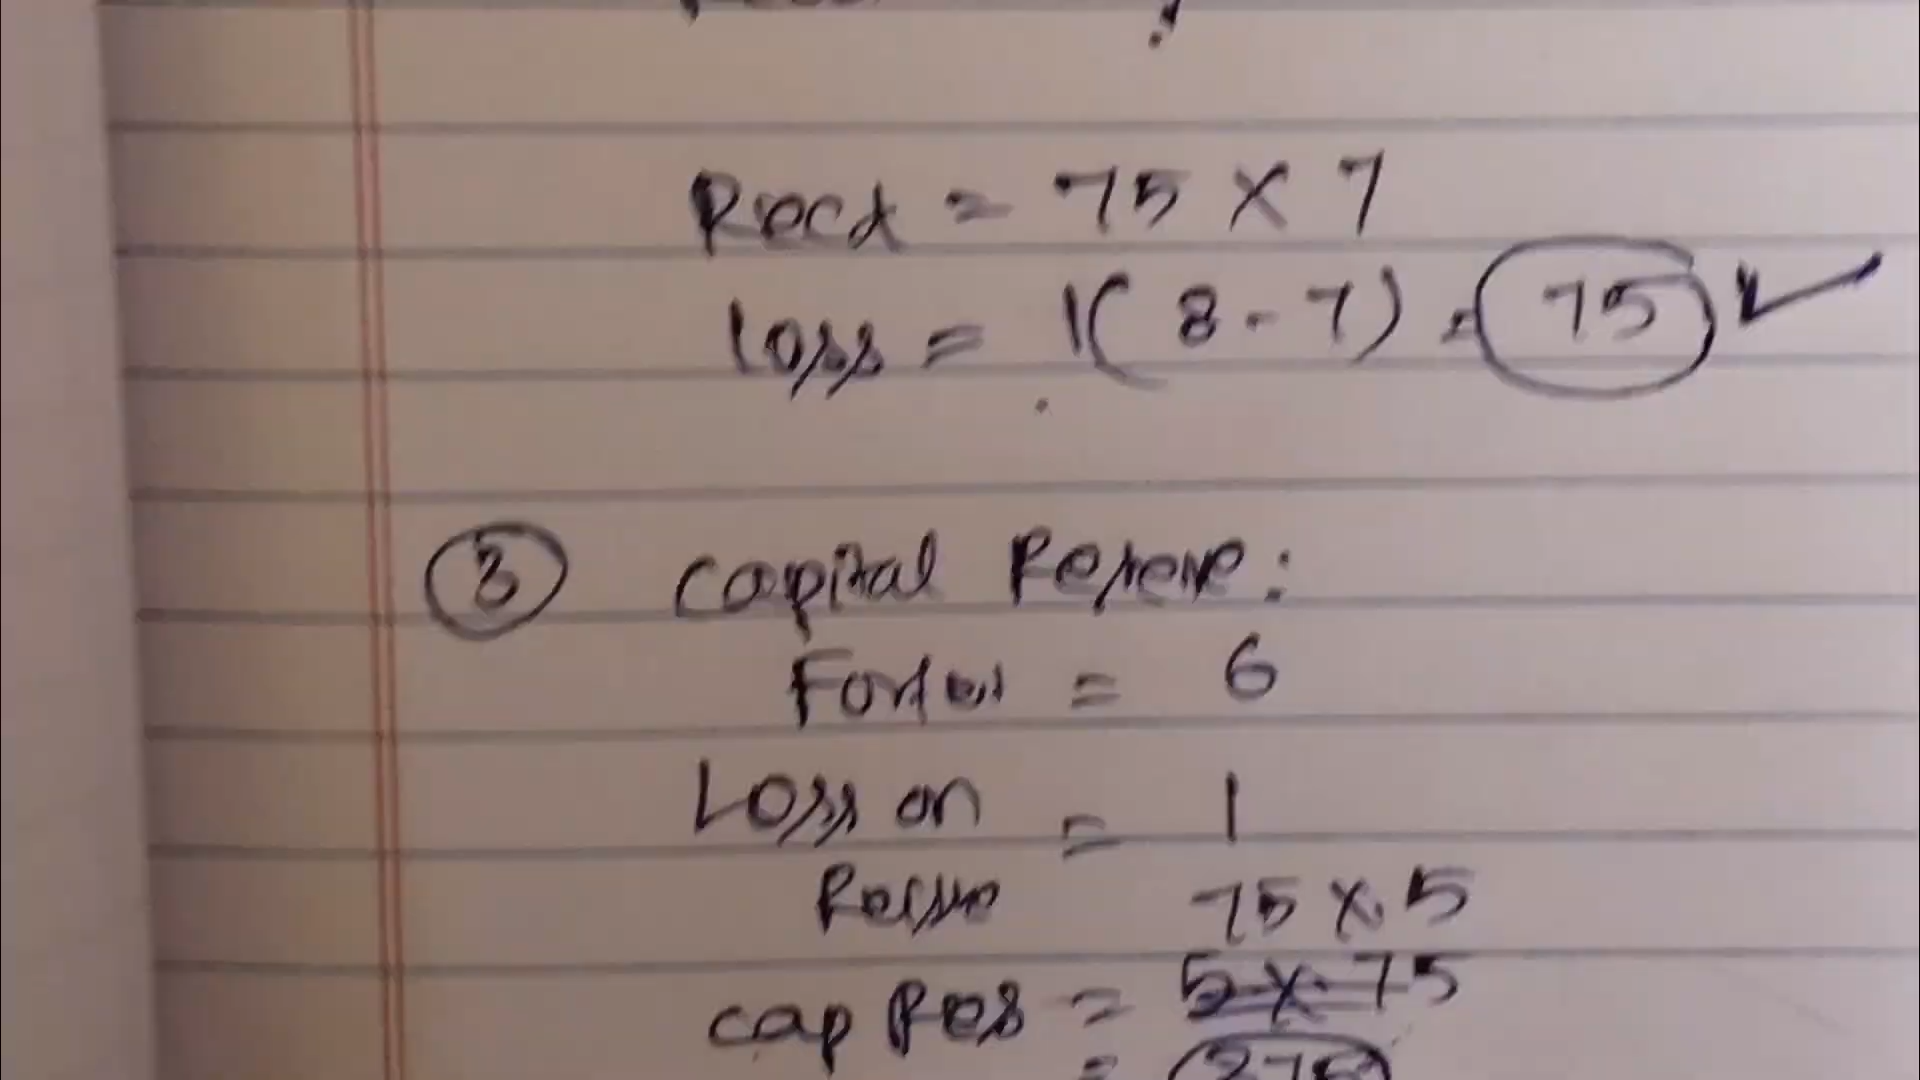 Recd = 75 X 7
Loss = 1( 8 - 7) = 75 ✓
3 Capital Reserve:
Forfei = 6
Loss on = 1
Reissue 75 X 5
Cap Res = 5 X 75
=